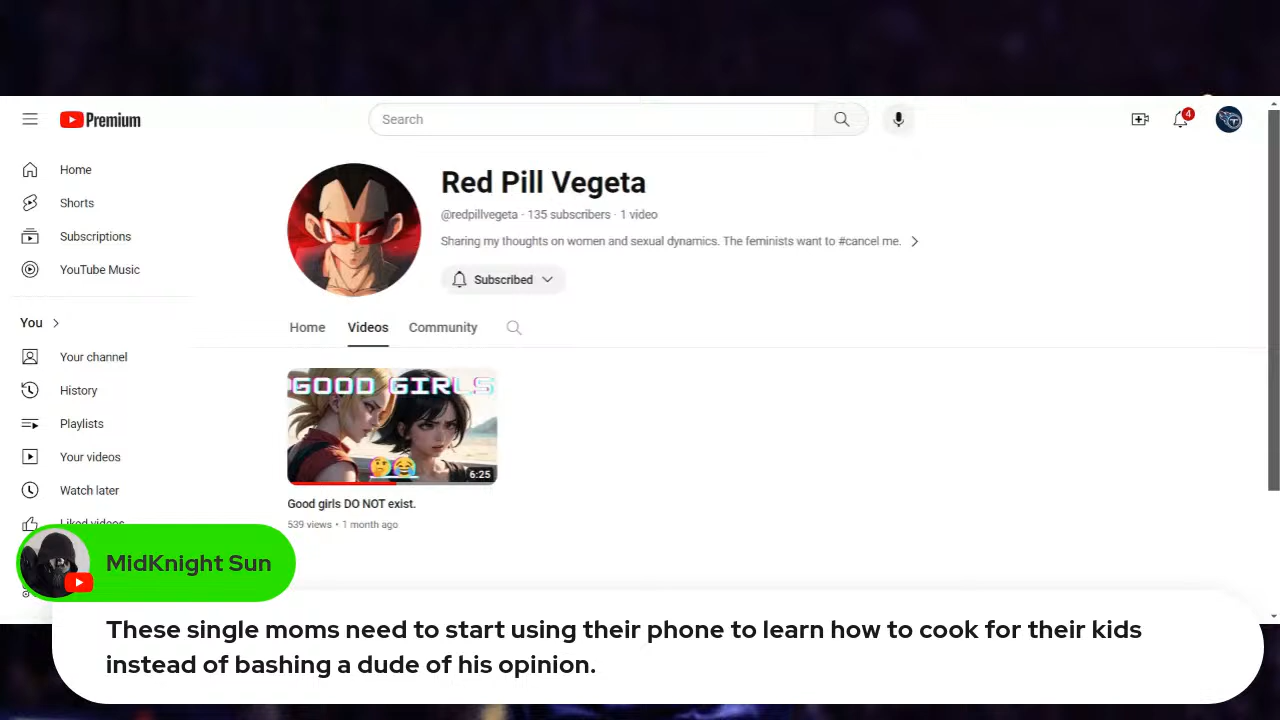 Premium
Search
4
Home
Shorts
Subscriptions
YouTube Music
You
Your channel
History
Playlists
Your videos
Watch later
Liked videos
Red Pill Vegeta
@redpillvegeta · 135 subscribers · 1 video
Sharing my thoughts on women and sexual dynamics. The feminists want to #cancel me.
Subscribed
Home Videos Community
GOOD GIRLS
6:25
Good girls DO NOT exist.
539 views • 1 month ago
MidKnight Sun
These single moms need to start using their phone to learn how to cook for their kids
instead of bashing a dude of his opinion.